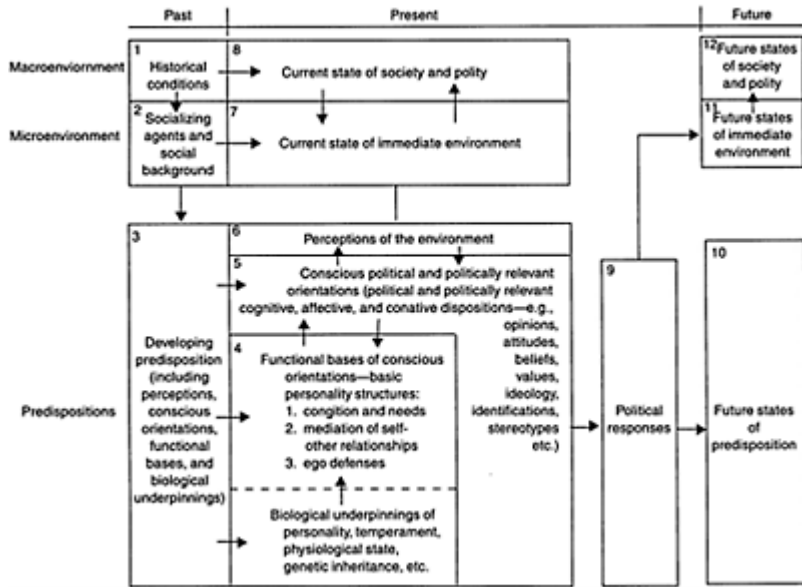 Past Present Future
Macroenviornment
1
Historical
conditions
8
Current state of society and polity
12 Future states
of society
and polity
Microenvironment
2
Socializing
agents and
social
background
7
Current state of immediate environment
11
Future states
of immediate
environment
Predispositions
3
Developing
predisposition
(including
perceptions,
conscious
orientations,
functional
bases, and
biological
underpinnings)
6
Perceptions of the environment
5
Conscious political and politically relevant
orientations (political and politically relevant
cognitive, affective, and conative dispositions—e.g.,
opinions,
attitudes,
beliefs,
values,
ideology,
identifications,
stereotypes
etc.)
4
Functional bases of conscious
orientations—basic
personality structures:
1. congition and needs
2. mediation of self-
other relationships
3. ego defenses
Biological underpinnings of
personality, temperament,
physiological state,
genetic inheritance, etc.
9
Political
responses
10
Future states
of
predisposition